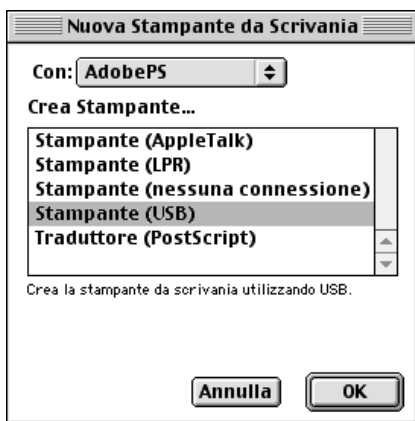 Nuova Stampante da Scrivania
Con: AdobePS
Crea Stampante...
Stampante (AppleTalk)
Stampante (LPR)
Stampante (nessuna connessione)
Stampante (USB)
Traduttore (PostScript)
Crea la stampante da scrivania utilizzando USB.
Annulla OK